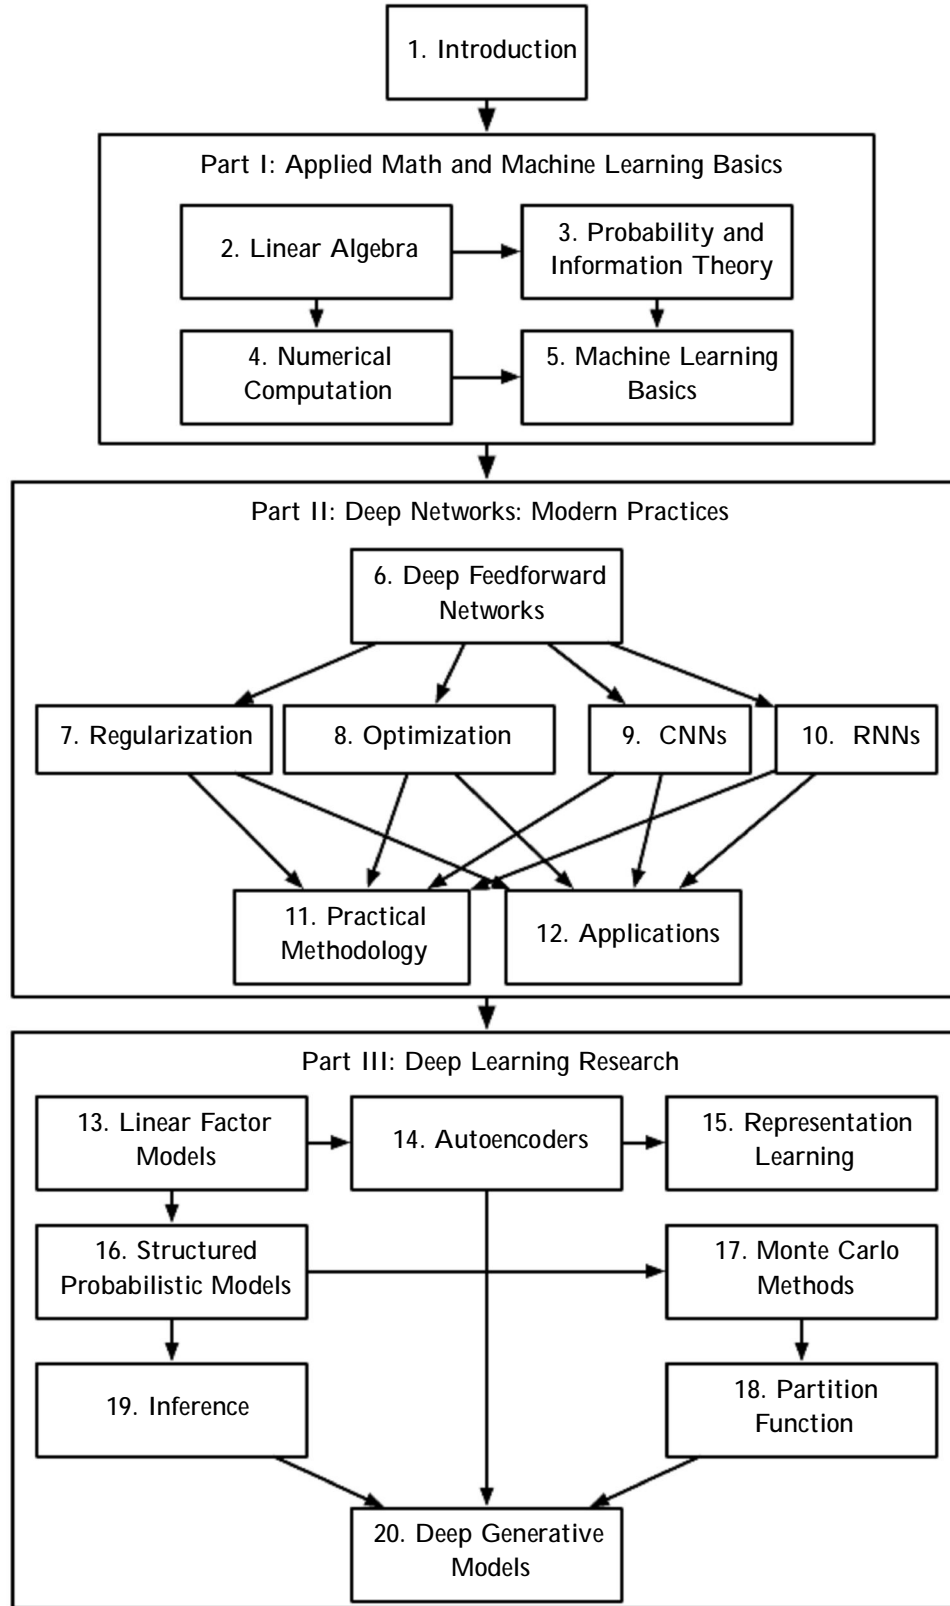 1. Introduction
Part I: Applied Math and Machine Learning Basics
2. Linear Algebra
3. Probability and
Information Theory
4. Numerical
Computation
5. Machine Learning
Basics
Part II: Deep Networks: Modern Practices
6. Deep Feedforward
Networks
7. Regularization
8. Optimization
9. CNNs
10. RNNs
11. Practical
Methodology
12. Applications
Part III: Deep Learning Research
13. Linear Factor
Models
14. Autoencoders
15. Representation
Learning
16. Structured
Probabilistic Models
17. Monte Carlo
Methods
19. Inference
18. Partition
Function
20. Deep Generative
Models